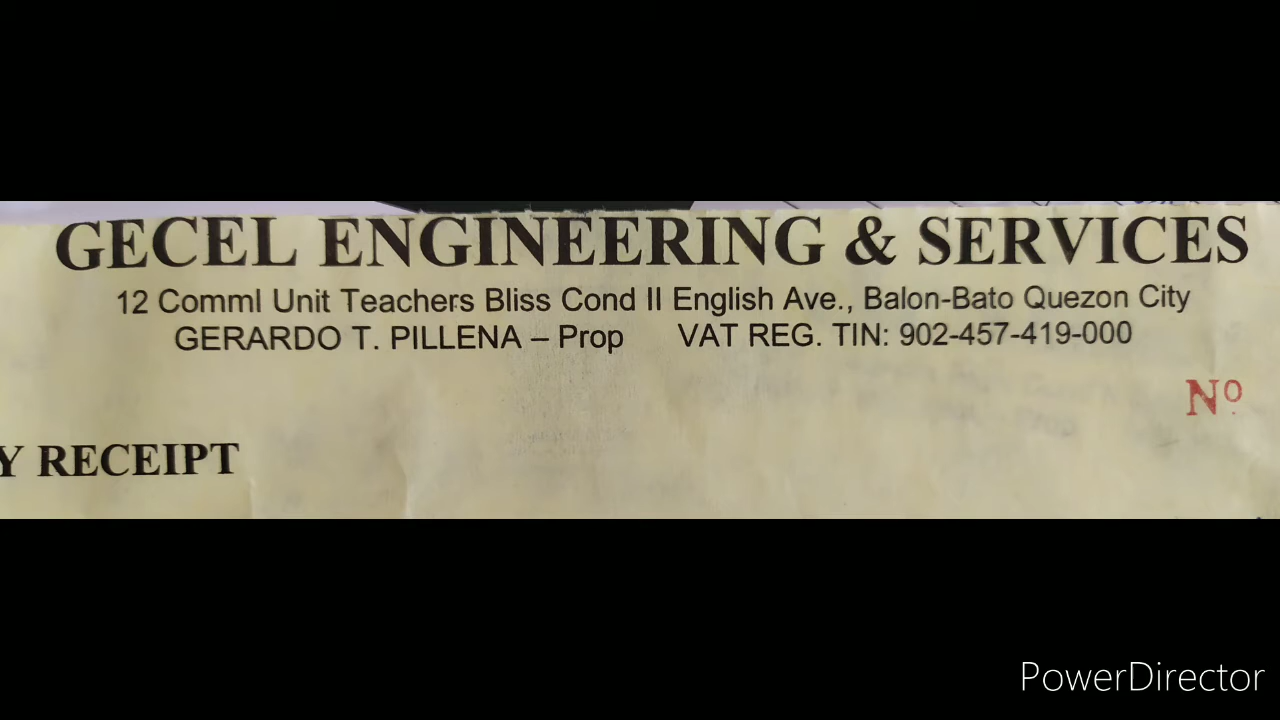 GECEL ENGINEERING & SERVICES
12 Comml Unit Teachers Bliss Cond II English Ave., Balon-Bato Quezon City
GERARDO T. PILLENA – Prop VAT REG. TIN: 902-457-419-000
Nº
Y RECEIPT
PowerDirector